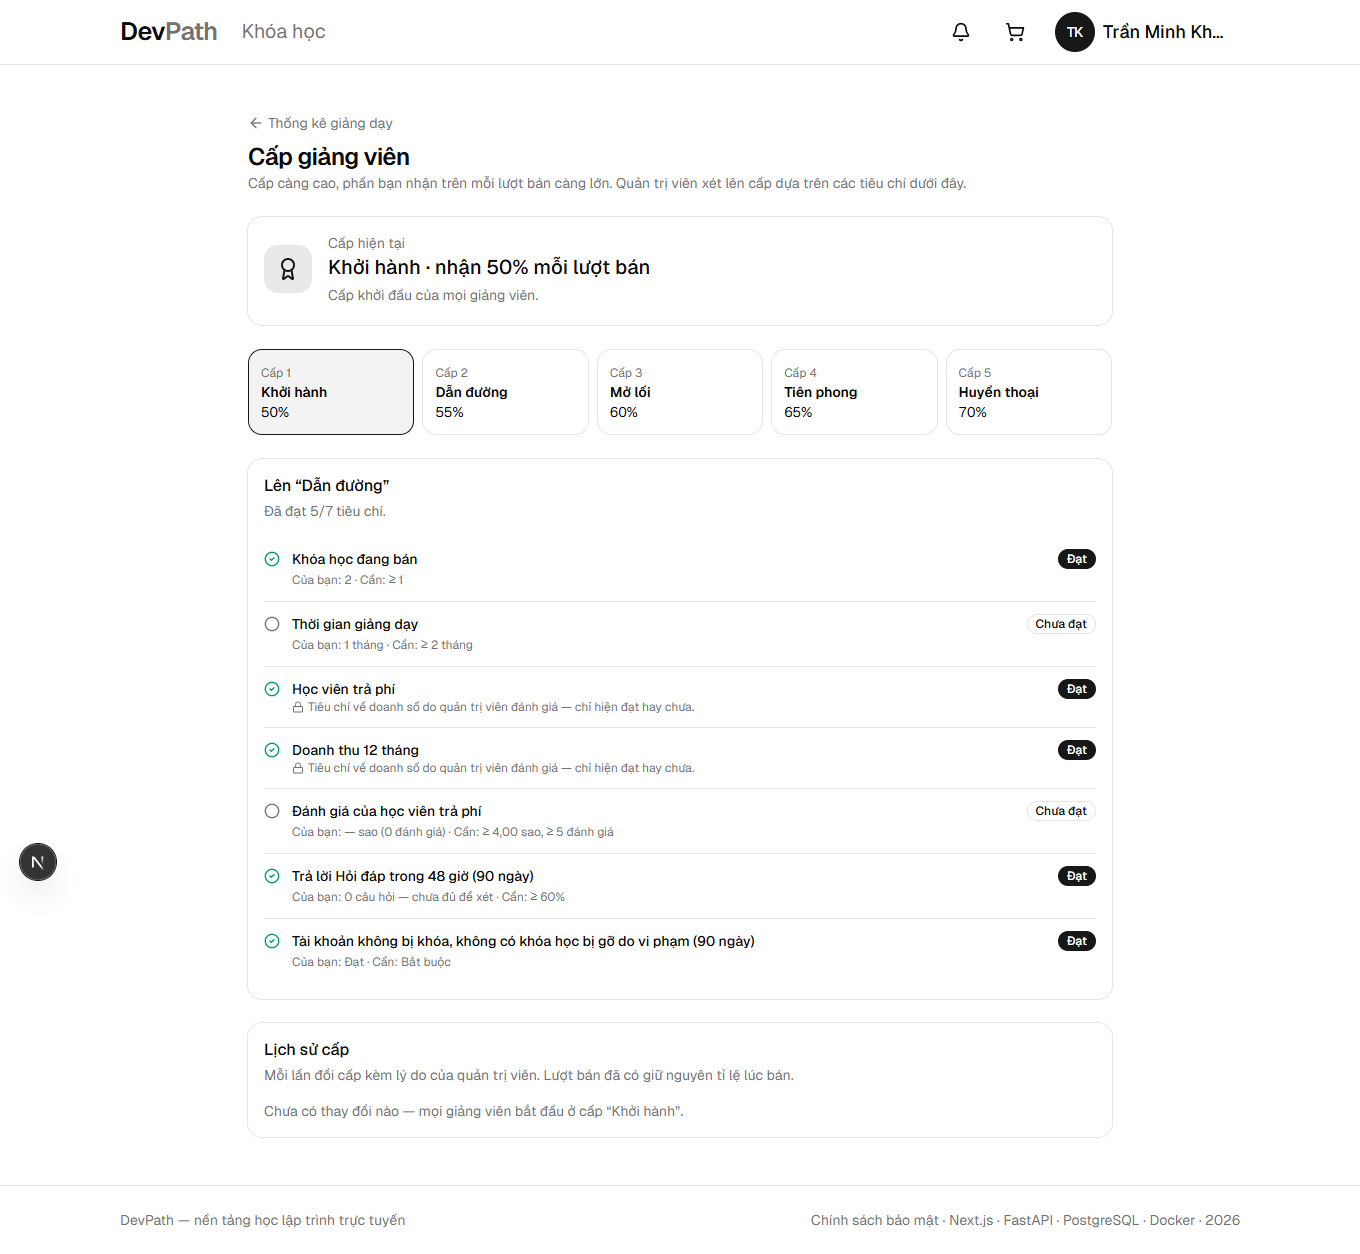 DevPath Khóa học
TK Trần Minh Kh...
← Thống kê giảng dạy
Cấp giảng viên
Cấp càng cao, phần bạn nhận trên mỗi lượt bán càng lớn. Quản trị viên xét lên cấp dựa trên các tiêu chí dưới đây.
Cấp hiện tại
Khởi hành · nhận 50% mỗi lượt bán
Cấp khởi đầu của mọi giảng viên.
Cấp 1
Khởi hành
50%
Cấp 2
Dẫn đường
55%
Cấp 3
Mở lối
60%
Cấp 4
Tiên phong
65%
Cấp 5
Huyền thoại
70%
Lên “Dẫn đường”
Đã đạt 5/7 tiêu chí.
Khóa học đang bán
Đạt
Của bạn: 2 · Cần: ≥ 1
Thời gian giảng dạy
Chưa đạt
Của bạn: 1 tháng · Cần: ≥ 2 tháng
Học viên trả phí
Đạt
Tiêu chí về doanh số do quản trị viên đánh giá — chỉ hiện đạt hay chưa.
Doanh thu 12 tháng
Đạt
Tiêu chí về doanh số do quản trị viên đánh giá — chỉ hiện đạt hay chưa.
Đánh giá của học viên trả phí
Chưa đạt
Của bạn: — sao (0 đánh giá) · Cần: ≥ 4,00 sao, ≥ 5 đánh giá
Trả lời Hỏi đáp trong 48 giờ (90 ngày)
Đạt
Của bạn: 0 câu hỏi — chưa đủ để xét · Cần: ≥ 60%
Tài khoản không bị khóa, không có khóa học bị gỡ do vi phạm (90 ngày)
Đạt
Của bạn: Đạt · Cần: Bắt buộc
Lịch sử cấp
Mỗi lần đổi cấp kèm lý do của quản trị viên. Lượt bán đã có giữ nguyên tỉ lệ lúc bán.
Chưa có thay đổi nào — mọi giảng viên bắt đầu ở cấp “Khởi hành”.
N
DevPath — nền tảng học lập trình trực tuyến
Chính sách bảo mật · Next.js · FastAPI · PostgreSQL · Docker · 2026